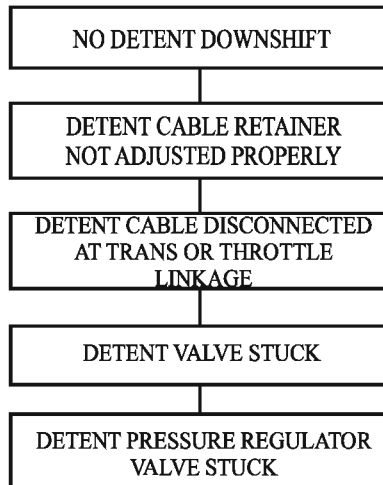 NO DETENT DOWNSHIFT
DETENT CABLE RETAINER
NOT ADJUSTED PROPERLY
DETENT CABLE DISCONNECTED
AT TRANS OR THROTTLE
LINKAGE
DETENT VALVE STUCK
DETENT PRESSURE REGULATOR
VALVE STUCK